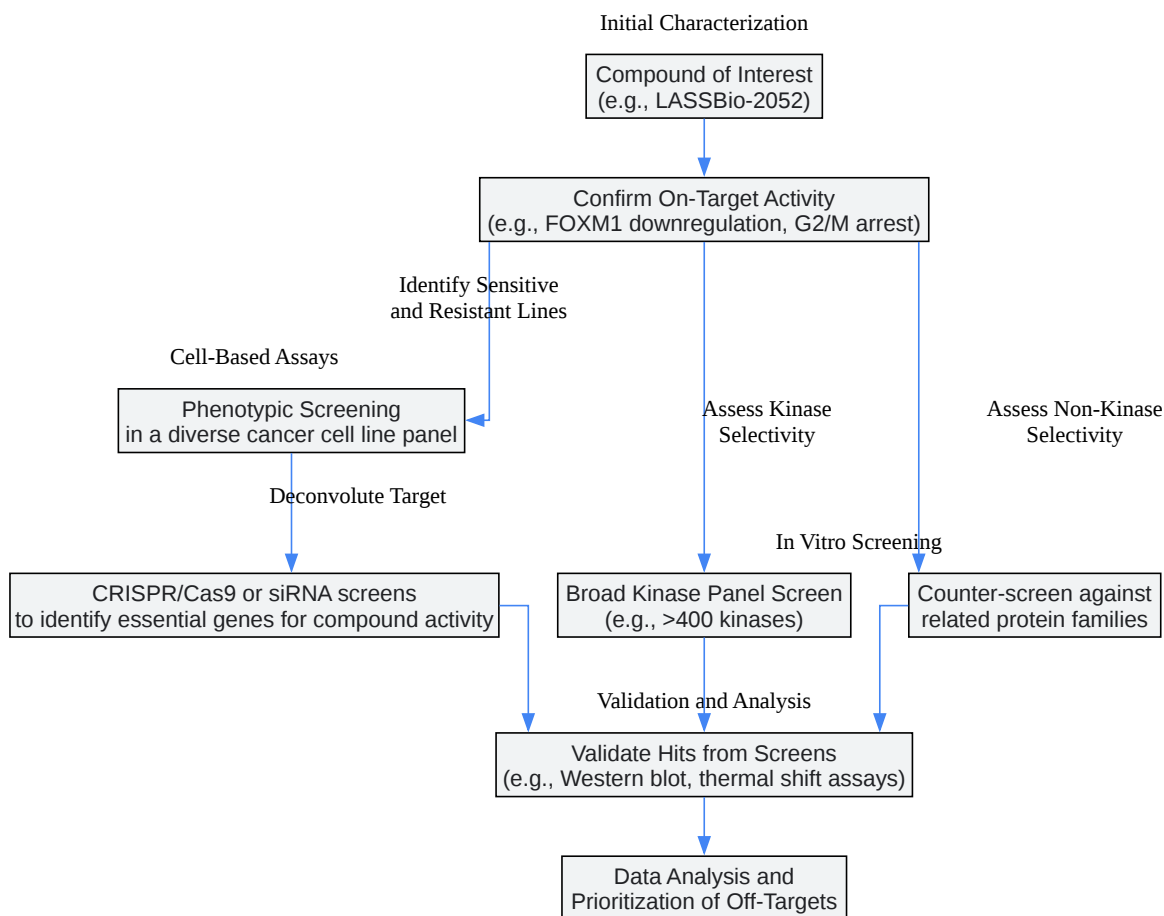 Initial Characterization
Compound of Interest
(e.g., LASSBio-2052)
Confirm On-Target Activity
(e.g., FOXM1 downregulation, G2/M arrest)
Identify Sensitive
and Resistant Lines
Cell-Based Assays
Phenotypic Screening
in a diverse cancer cell line panel
Assess Kinase
Selectivity
Assess Non-Kinase
Selectivity
Deconvolute Target
In Vitro Screening
CRISPR/Cas9 or siRNA screens
to identify essential genes for compound activity
Broad Kinase Panel Screen
(e.g., >400 kinases)
Counter-screen against
related protein families
Validation and Analysis
Validate Hits from Screens
(e.g., Western blot, thermal shift assays)
Data Analysis and
Prioritization of Off-Targets